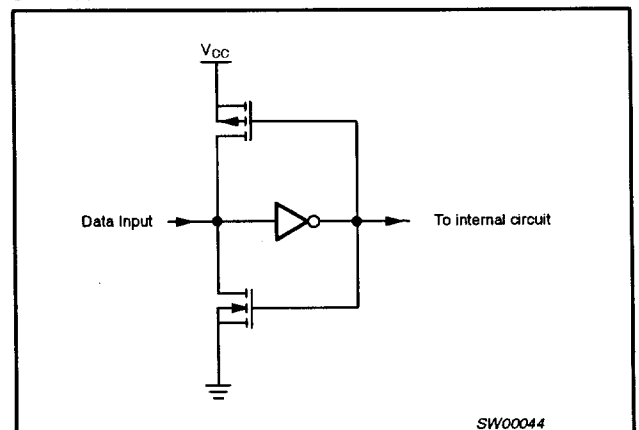 VCC
Data Input
To internal circuit
SW00044